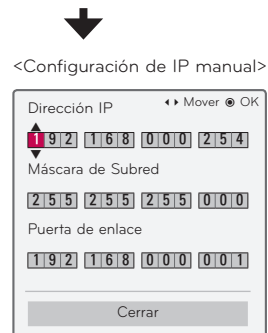 <Configuración de IP manual>
Dirección IP Mover OK
192 168 000 254
Máscara de Subred
255 255 255 000
Puerta de enlace
192 168 000 001
Cerrar